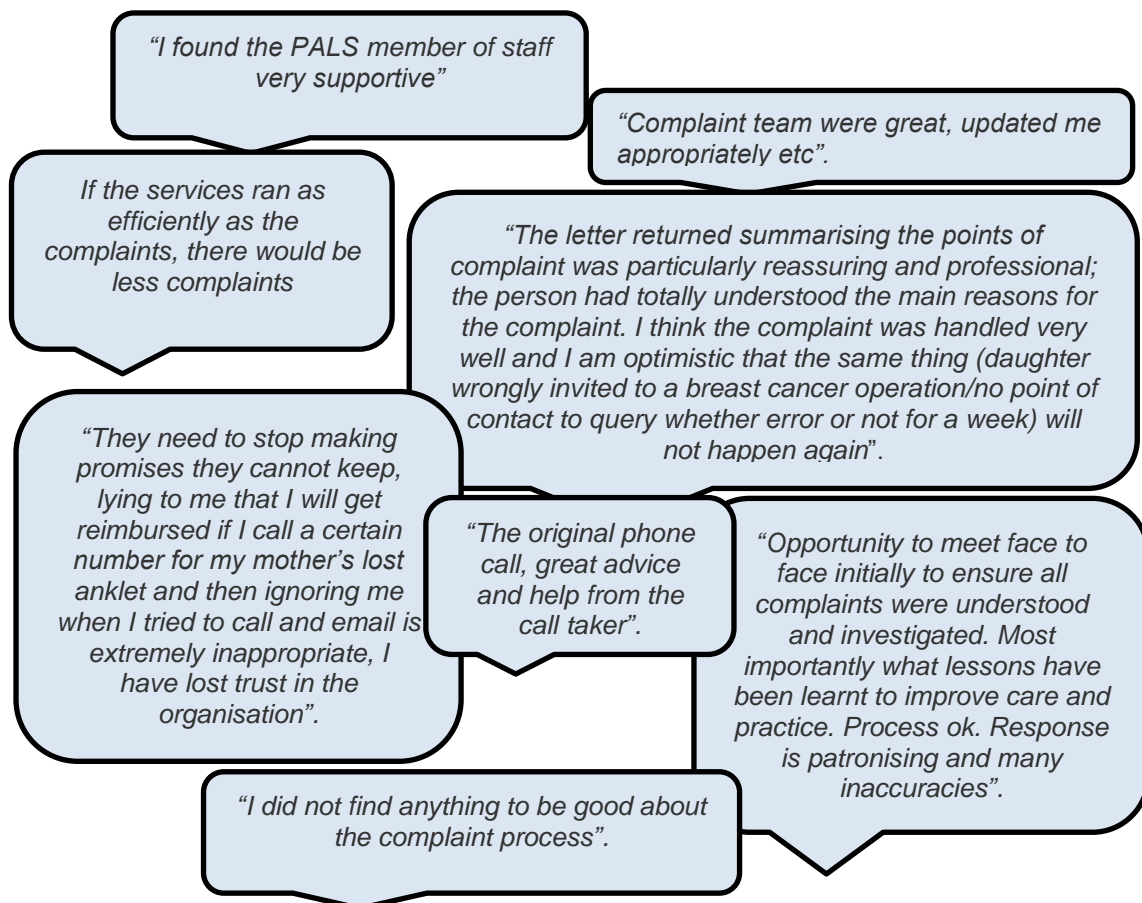 “I found the PALS member of staff
very supportive”
“Complaint team were great, updated me
appropriately etc”.
If the services ran as
efficiently as the
complaints, there would be
less complaints
“The letter returned summarising the points of
complaint was particularly reassuring and professional;
the person had totally understood the main reasons for
the complaint. I think the complaint was handled very
well and I am optimistic that the same thing (daughter
wrongly invited to a breast cancer operation/no point of
contact to query whether error or not for a week) will
not happen again”.
“They need to stop making
promises they cannot keep,
lying to me that I will get
reimbursed if I call a certain
number for my mother’s lost
anklet and then ignoring me
when I tried to call and email is
extremely inappropriate, I
have lost trust in the
organisation”.
“The original phone
call, great advice
and help from the
call taker”.
“Opportunity to meet face to
face initially to ensure all
complaints were understood
and investigated. Most
importantly what lessons have
been learnt to improve care and
practice. Process ok. Response
is patronising and many
inaccuracies”.
“I did not find anything to be good about
the complaint process”.